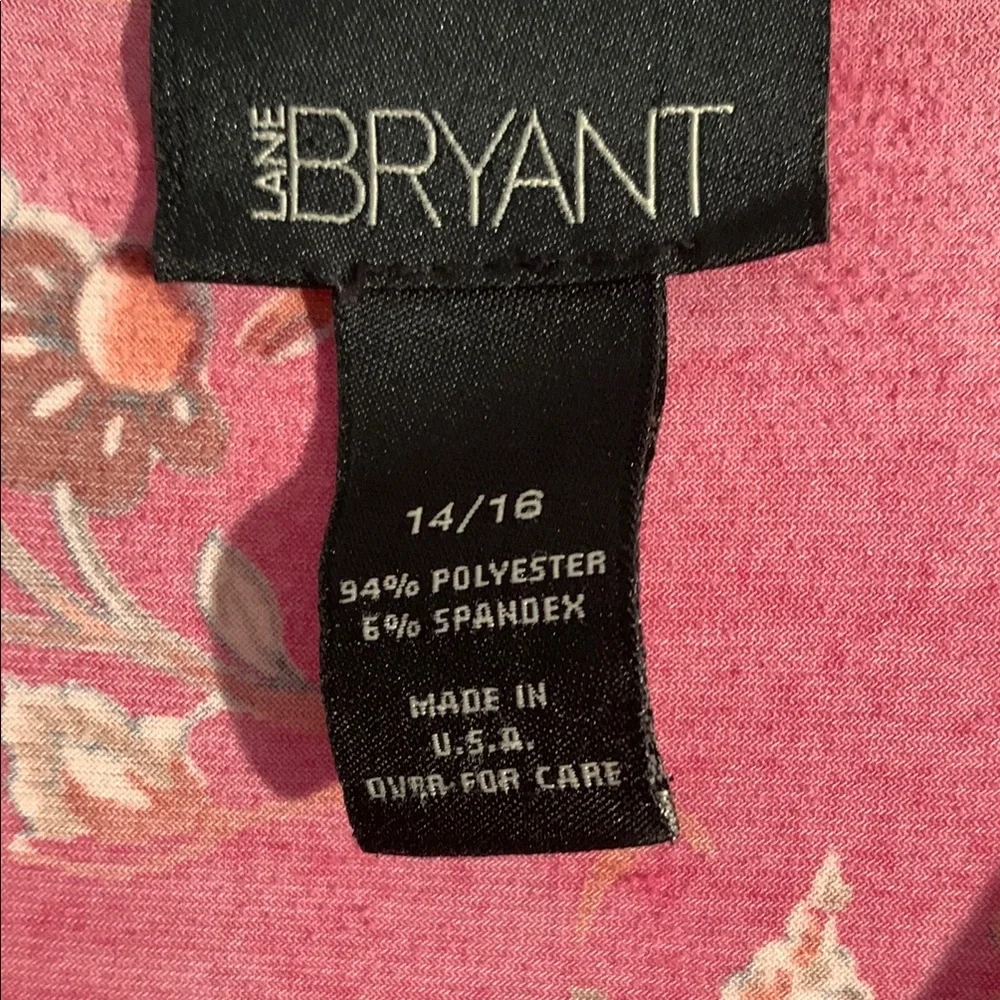 LANE BRYANT
14/16
94% POLYESTER
6% SPANDEX
MADE IN
U.S.A.
OVER FOR CARE